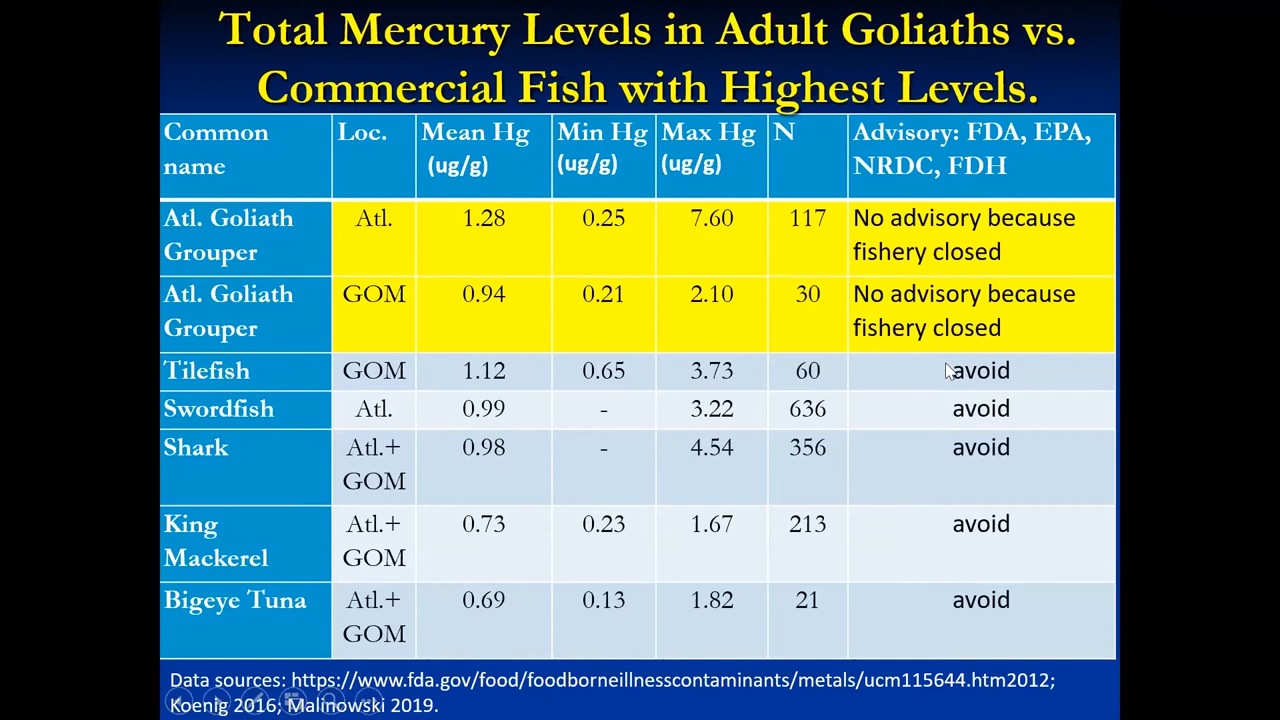 Total Mercury Levels in Adult Goliaths vs.
Commercial Fish with Highest Levels.
Common name Loc. Mean Hg (ug/g) Min Hg (ug/g) Max Hg (ug/g) N Advisory: FDA, EPA, NRDC, FDH
Atl. Goliath Grouper Atl. 1.28 0.25 7.60 117 No advisory because fishery closed
Atl. Goliath Grouper GOM 0.94 0.21 2.10 30 No advisory because fishery closed
Tilefish GOM 1.12 0.65 3.73 60 avoid
Swordfish Atl. 0.99 - 3.22 636 avoid
Shark Atl.+ GOM 0.98 - 4.54 356 avoid
King Mackerel Atl.+ GOM 0.73 0.23 1.67 213 avoid
Bigeye Tuna Atl.+ GOM 0.69 0.13 1.82 21 avoid
Data sources: https://www.fda.gov/food/foodborneillnesscontaminants/metals/ucm115644.htm2012;
Koenig 2016; Malinowski 2019.